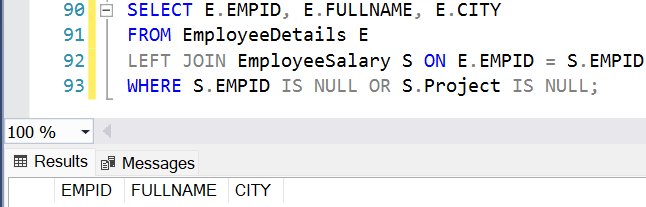 90 SELECT E.EMPID, E.FULLNAME, E.CITY
91 FROM EmployeeDetails E
92 LEFT JOIN EmployeeSalary S ON E.EMPID = S.EMPID
93 WHERE S.EMPID IS NULL OR S.Project IS NULL;
100 %
Results Messages
EMPID FULLNAME CITY